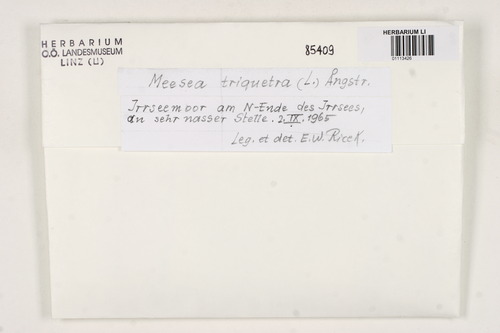 HERBARIUM
O.Ö. LANDESMUSEUM
LINZ (LI)
85409
HERBARIUM LI
01113426
Meesea triquetra (L.) Ångstr.
Irrseemoor am N-Ende des Irrsees,
an sehr nasser Stelle. 2.IX.1965
Leg. et det. E.W. Ricek.